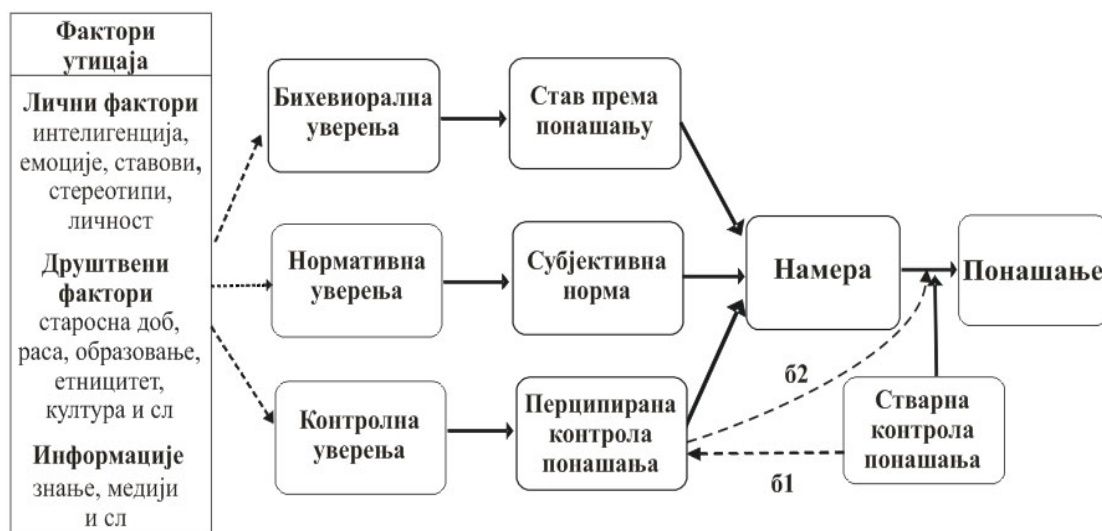 Фактори
утицаја
Лични фактори
интелигенција,
емоције, ставови,
стереотипи,
личност
Друштвени
фактори
старосна доб,
раса, образовање,
етницитет,
култура и сл
Информације
знање, медији
и сл
Бихевиорална
уверења
Став према
понашању
Нормативна
уверења
Субјективна
норма
Намера
Понашање
Контролна
уверења
Перципирана
контрола
понашања
б2
Стварна
контрола
понашања
б1